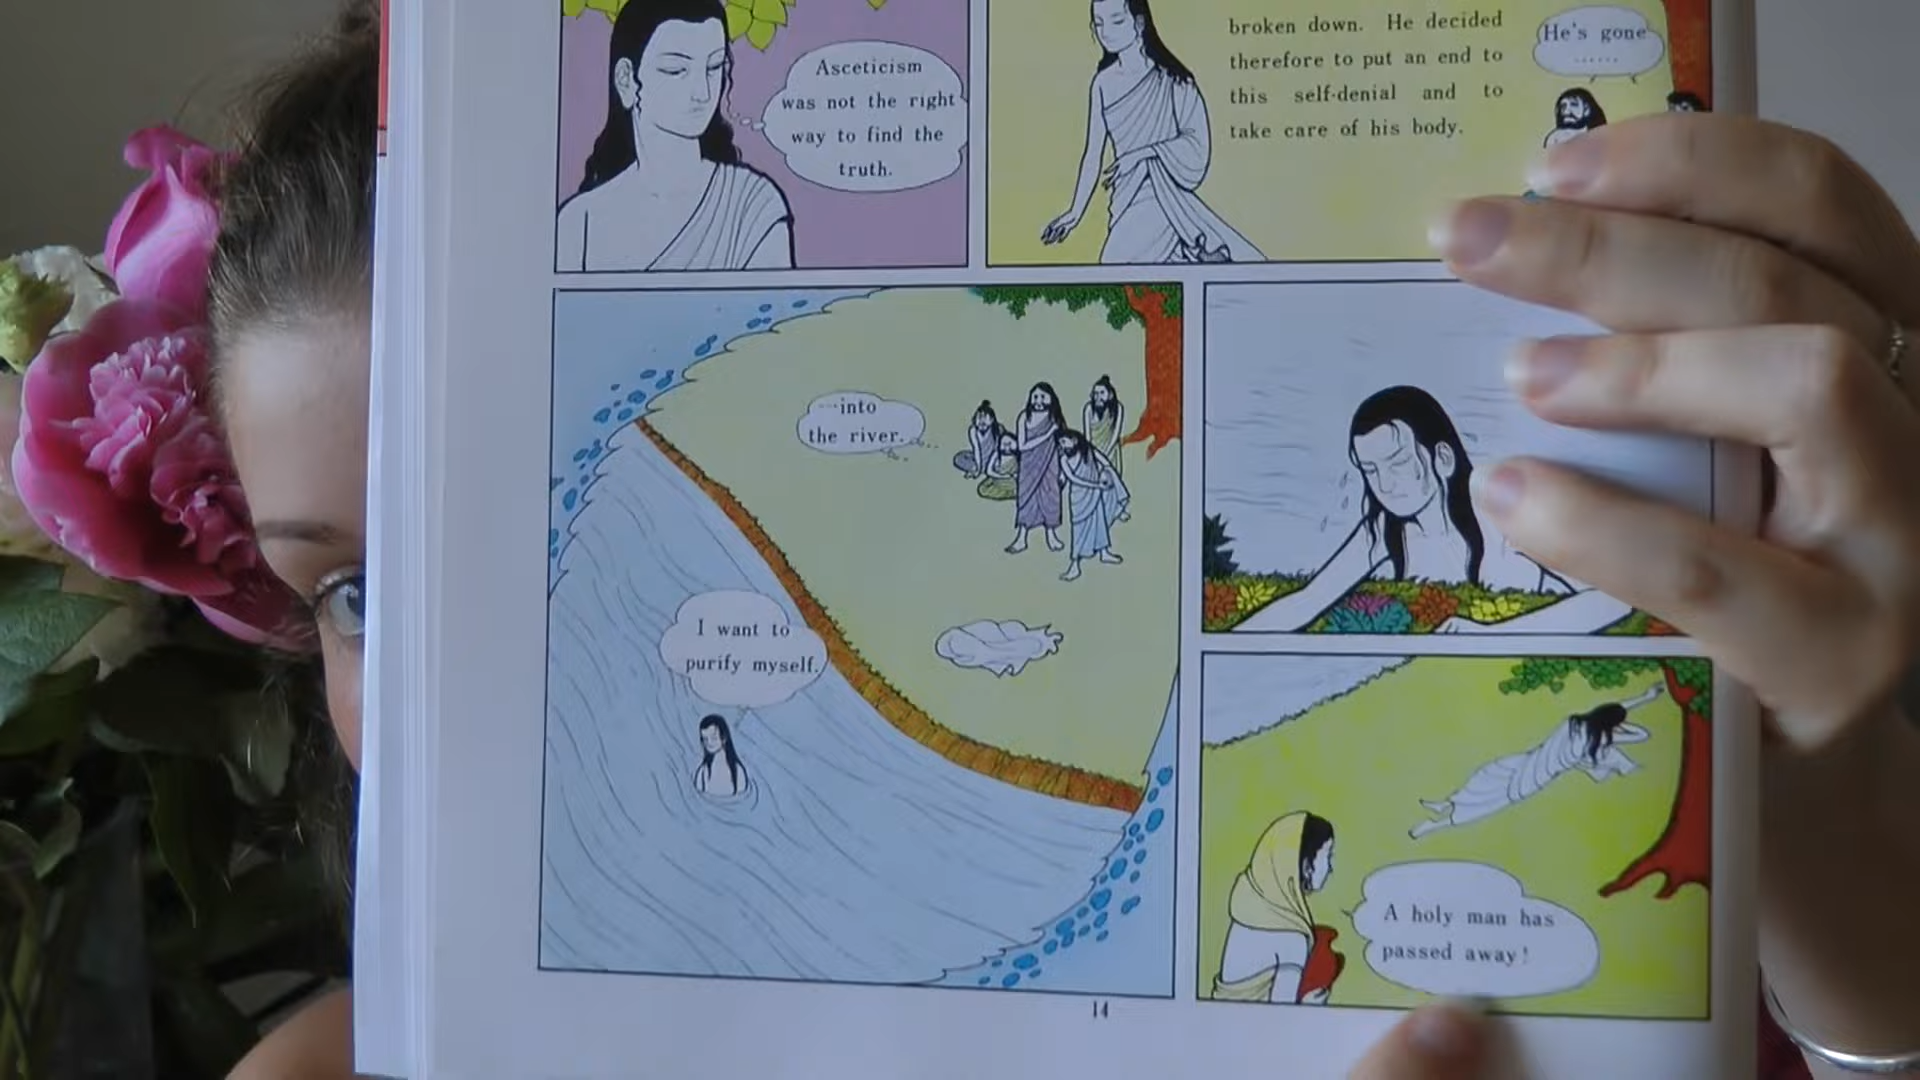 Asceticism
was not the right
way to find the
truth.
broken down. He decided
therefore to put an end to
this self-denial and to
take care of his body.
He's gone
......
...into
the river.
I want to
purify myself.
A holy man has
passed away!
14